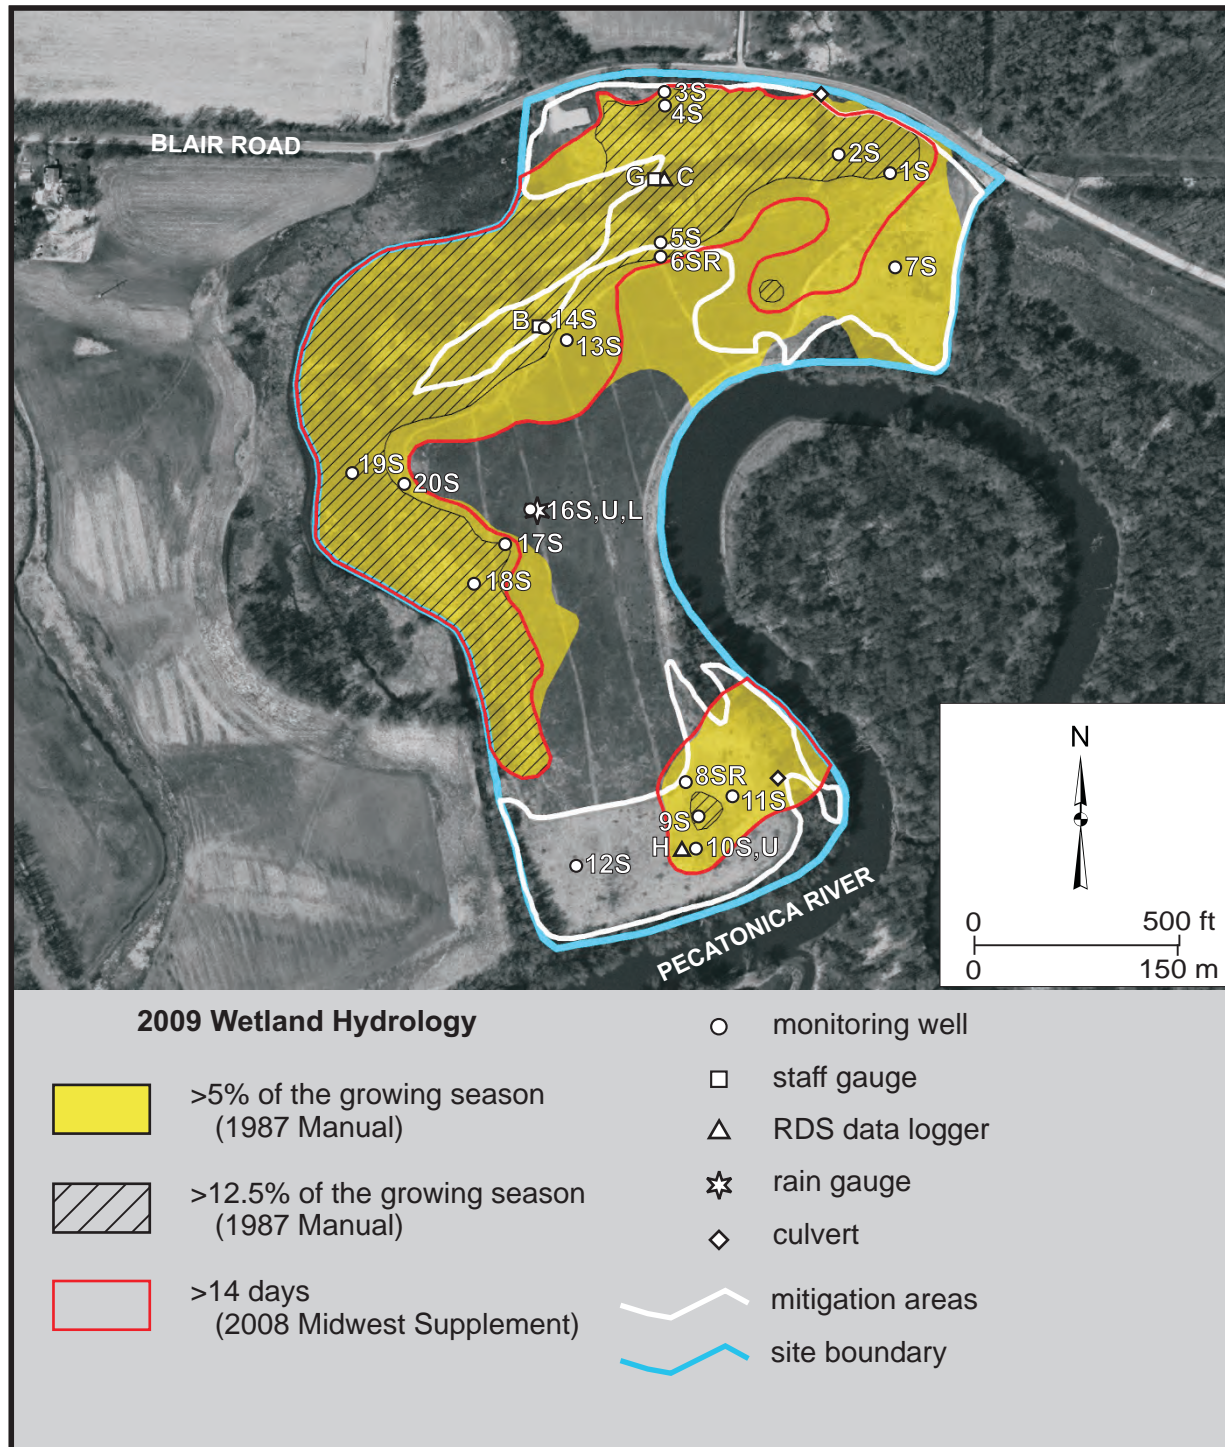 BLAIR ROAD
3S
4S
2S
1S
G
C
5S
6SR
7S
B
14S
13S
19S
20S
16S,U,L
17S
18S
8SR
11S
9S
H
10S,U
12S
PECATONICA RIVER
N
0
500 ft
0
150 m
2009 Wetland Hydrology
>5% of the growing season
(1987 Manual)
>12.5% of the growing season
(1987 Manual)
>14 days
(2008 Midwest Supplement)
monitoring well
staff gauge
RDS data logger
rain gauge
culvert
mitigation areas
site boundary